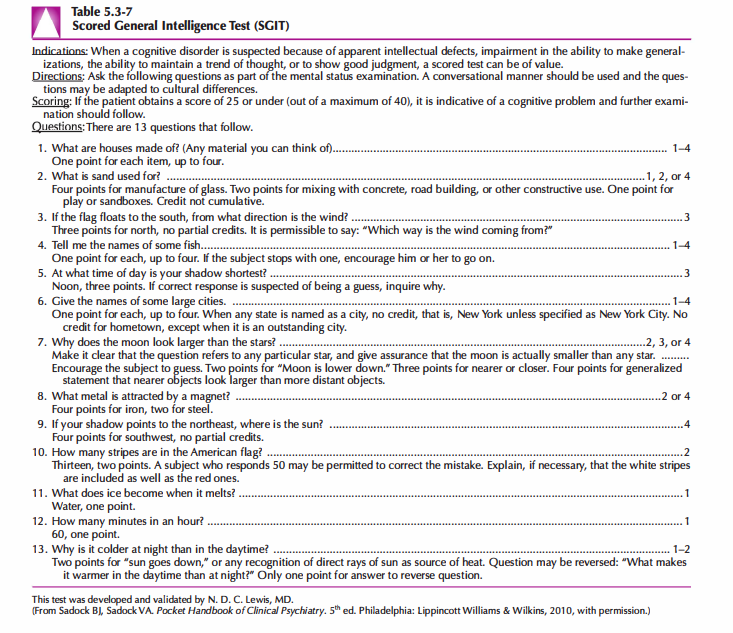 Table 5.3-7
Scored General Intelligence Test (SGIT)
Indications: When a cognitive disorder is suspected because of apparent intellectual defects, impairment in the ability to make general-
izations, the ability to maintain a trend of thought, or to show good judgment, a scored test can be of value.
Directions: Ask the following questions as part of the mental status examination. A conversational manner should be used and the ques-
tions may be adapted to cultural differences.
Scoring: If the patient obtains a score of 25 or under (out of a maximum of 40), it is indicative of a cognitive problem and further exami-
nation should follow.
Questions: There are 13 questions that follow.
1. What are houses made of? (Any material you can think of)........ 1–4
One point for each item, up to four.
2. What is sand used for? ........ 1, 2, or 4
Four points for manufacture of glass. Two points for mixing with concrete, road building, or other constructive use. One point for
play or sandboxes. Credit not cumulative.
3. If the flag floats to the south, from what direction is the wind? ........ 3
Three points for north, no partial credits. It is permissible to say: “Which way is the wind coming from?”
4. Tell me the names of some fish........ 1–4
One point for each, up to four. If the subject stops with one, encourage him or her to go on.
5. At what time of day is your shadow shortest? ........ 3
Noon, three points. If correct response is suspected of being a guess, inquire why.
6. Give the names of some large cities. ........ 1–4
One point for each, up to four. When any state is named as a city, no credit, that is, New York unless specified as New York City. No
credit for hometown, except when it is an outstanding city.
7. Why does the moon look larger than the stars? ........ 2, 3, or 4
Make it clear that the question refers to any particular star, and give assurance that the moon is actually smaller than any star. .........
Encourage the subject to guess. Two points for “Moon is lower down.” Three points for nearer or closer. Four points for generalized
statement that nearer objects look larger than more distant objects.
8. What metal is attracted by a magnet? ........ 2 or 4
Four points for iron, two for steel.
9. If your shadow points to the northeast, where is the sun? ........ 4
Four points for southwest, no partial credits.
10. How many stripes are in the American flag? ........ 2
Thirteen, two points. A subject who responds 50 may be permitted to correct the mistake. Explain, if necessary, that the white stripes
are included as well as the red ones.
11. What does ice become when it melts? ........ 1
Water, one point.
12. How many minutes in an hour? ........ 1
60, one point.
13. Why is it colder at night than in the daytime? ........ 1–2
Two points for “sun goes down,” or any recognition of direct rays of sun as source of heat. Question may be reversed: “What makes
it warmer in the daytime than at night?” Only one point for answer to reverse question.
This test was developed and validated by N. D. C. Lewis, MD.
(From Sadock BJ, Sadock VA. Pocket Handbook of Clinical Psychiatry. 5th ed. Philadelphia: Lippincott Williams & Wilkins, 2010, with permission.)